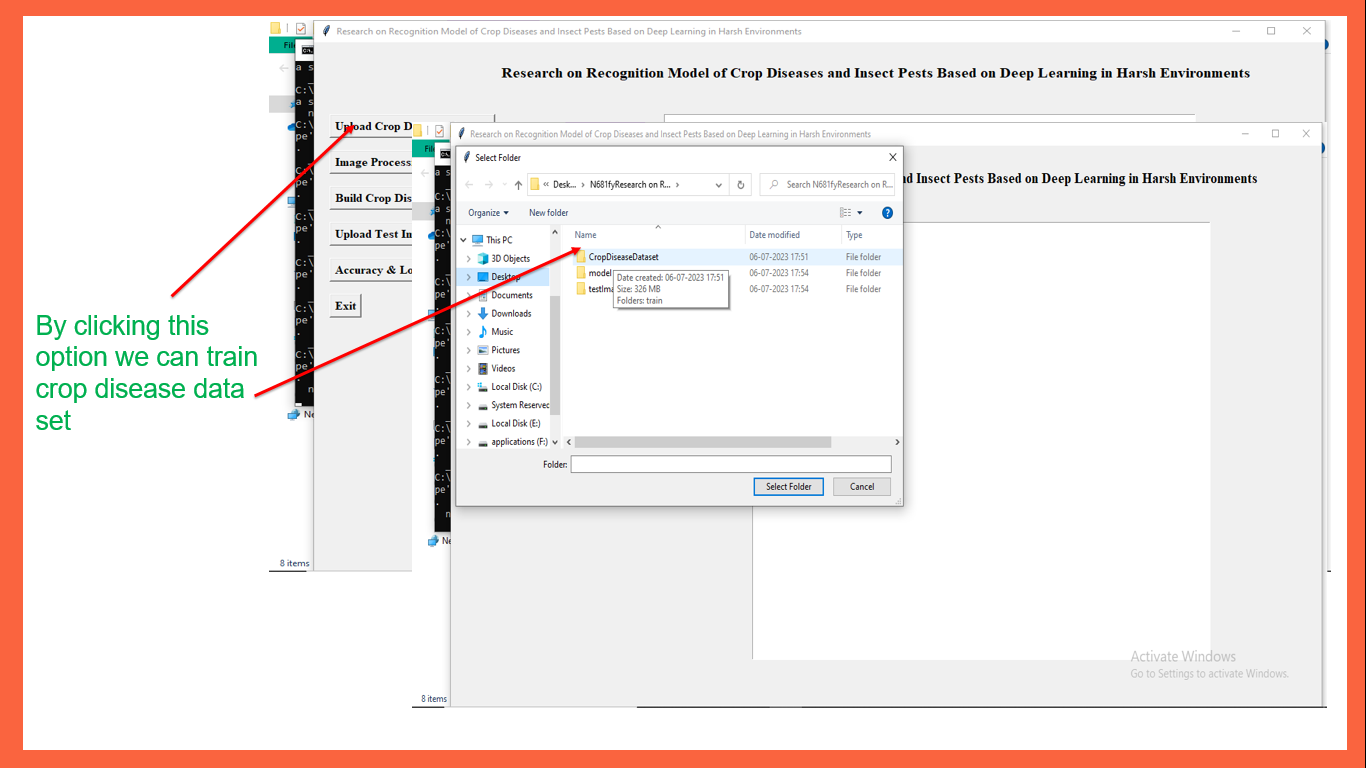 Research on Recognition Model of Crop Diseases and Insect Pests Based on Deep Learning in Harsh Environments
Research on Recognition Model of Crop Diseases and Insect Pests Based on Deep Learning in Harsh Environments
Upload Crop D
Image Process
Build Crop Dis
Upload Test Im
Accuracy & Lo
Exit
By clicking this
option we can train
crop disease data
set
8 items
Research on Recognition Model of Crop Diseases and Insect Pests Based on Deep Learning in Harsh Environments
nd Insect Pests Based on Deep Learning in Harsh Environments
Select Folder
« Desk... › N681fyResearch on R... ›
Search N681fyResearch on R...
Organize
New folder
This PC
3D Objects
Desktop
Documents
Downloads
Music
Pictures
Videos
Local Disk (C:)
System Reserved
Local Disk (E:)
applications (F:)
Name Date modified Type
CropDiseaseDataset 06-07-2023 17:51 File folder
model 06-07-2023 17:54 File folder
testIma 06-07-2023 17:54 File folder
Date created: 06-07-2023 17:51
Size: 326 MB
Folders: train
Folder:
Select Folder Cancel
Activate Windows
Go to Settings to activate Windows.
8 items